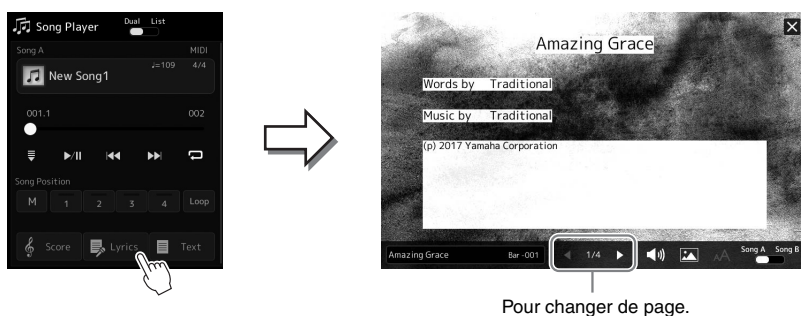 Song Player
Dual List
Song A MIDI
New Song1
♩=109 4/4
001.1 002
Song Position
M 1 2 3 4 Loop
Score Lyrics Text
Amazing Grace
Words by Traditional
Music by Traditional
(p) 2017 Yamaha Corporation
Amazing Grace Bar-001
1/4
AA
Song A Song B
Pour changer de page.